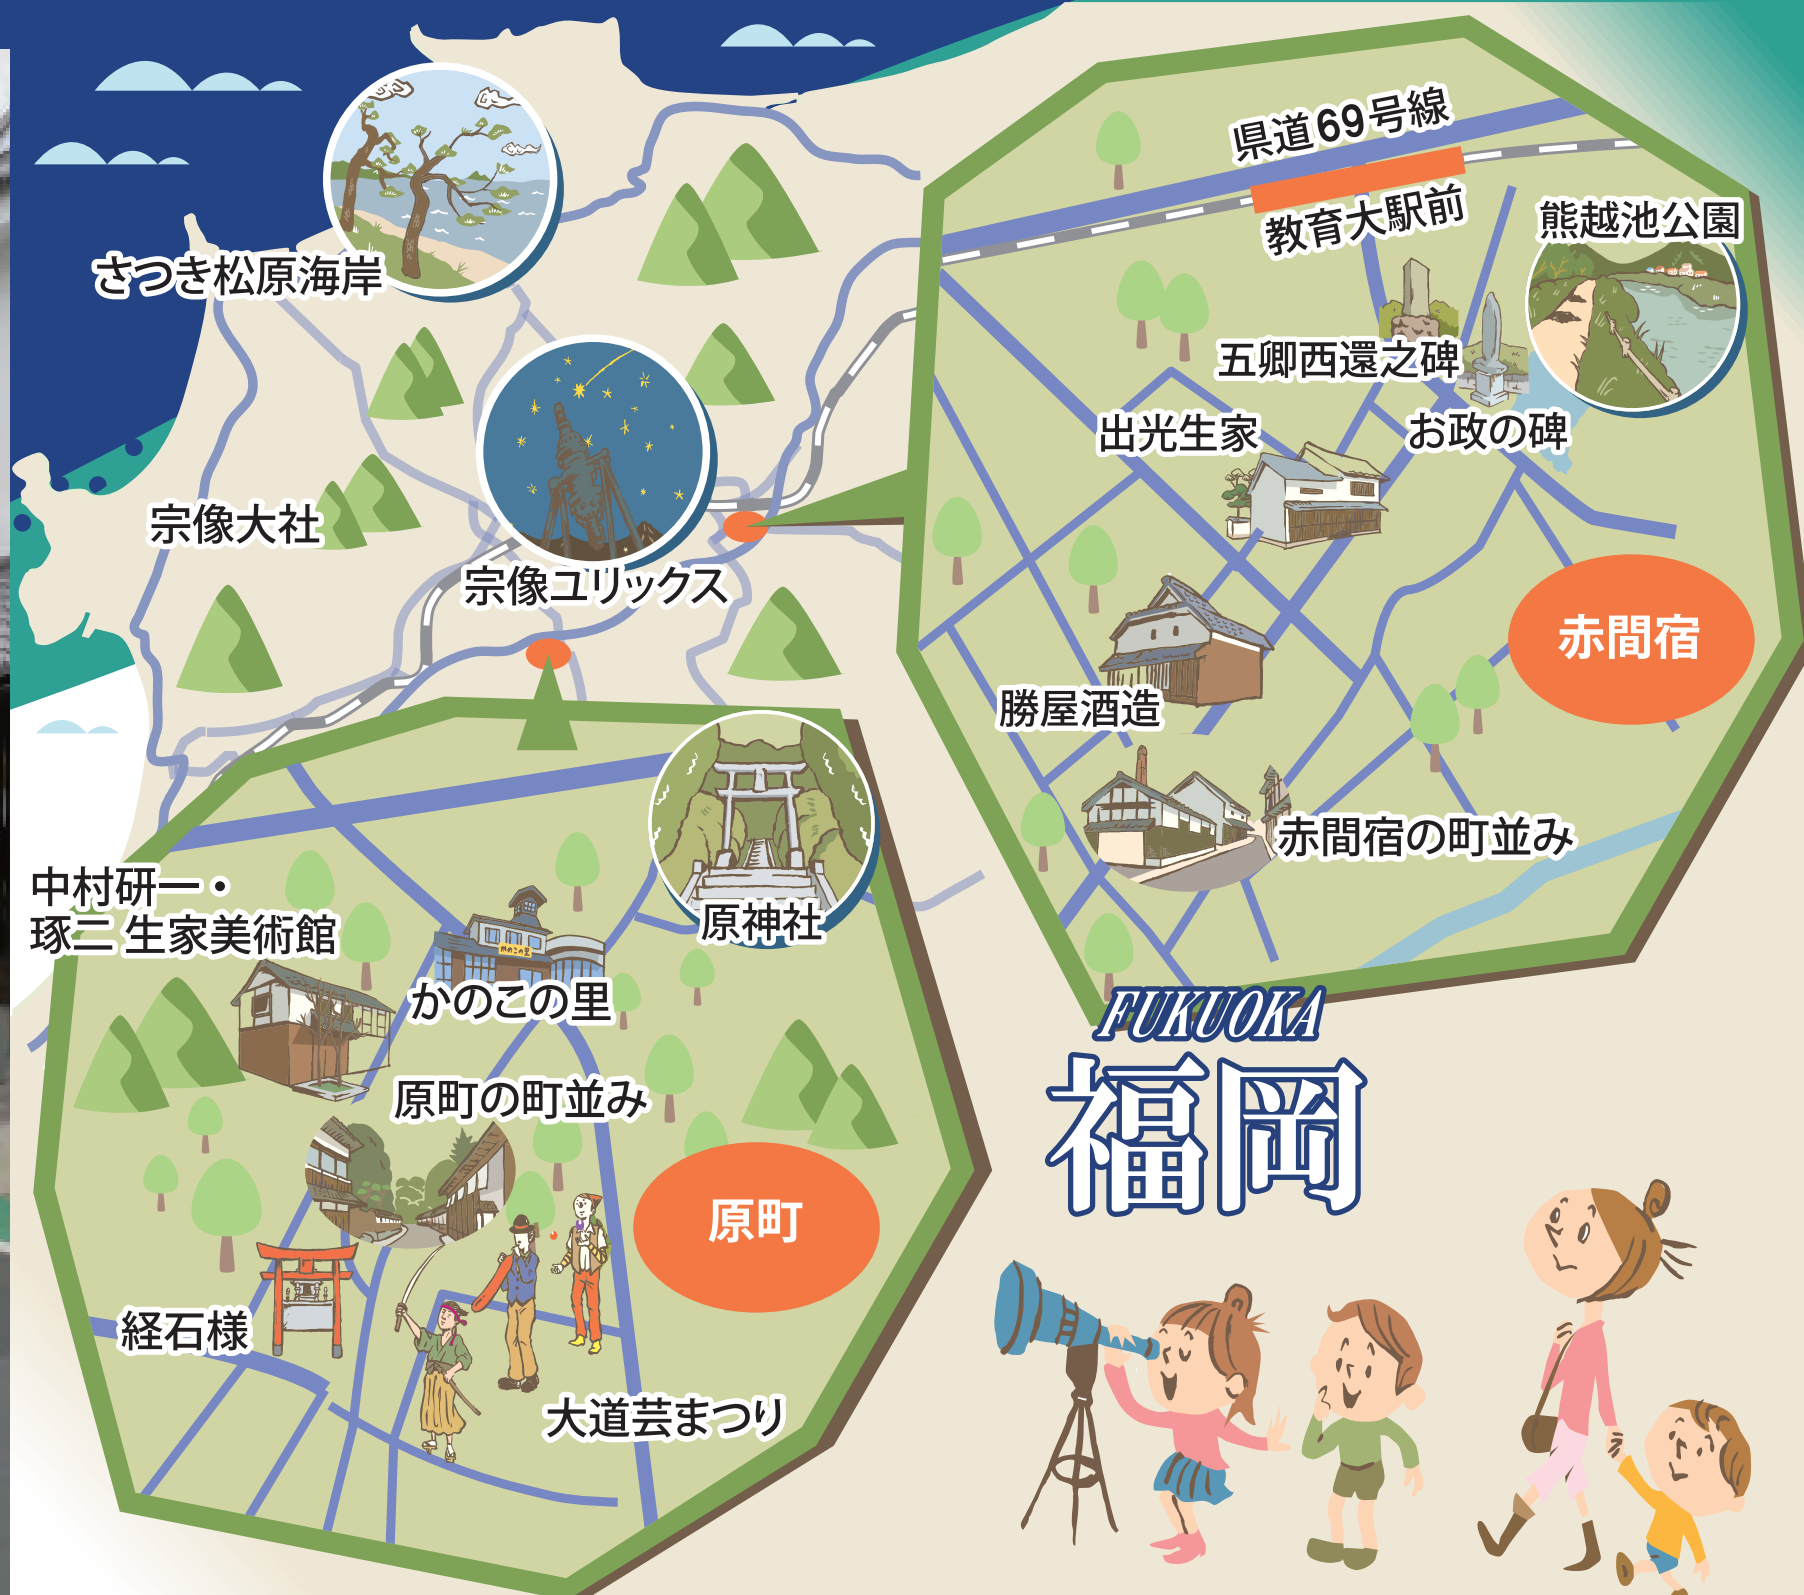 県道69号線
教育大駅前
熊越池公園
さつき松原海岸
五卿西還之碑
出光生家
お政の碑
宗像大社
宗像ユリックス
赤間宿
勝屋酒造
赤間宿の町並み
中村研一・
琢二 生家美術館
原神社
かのこの里
原町の町並み
FUKUOKA
福岡
原町
経石様
大道芸まつり